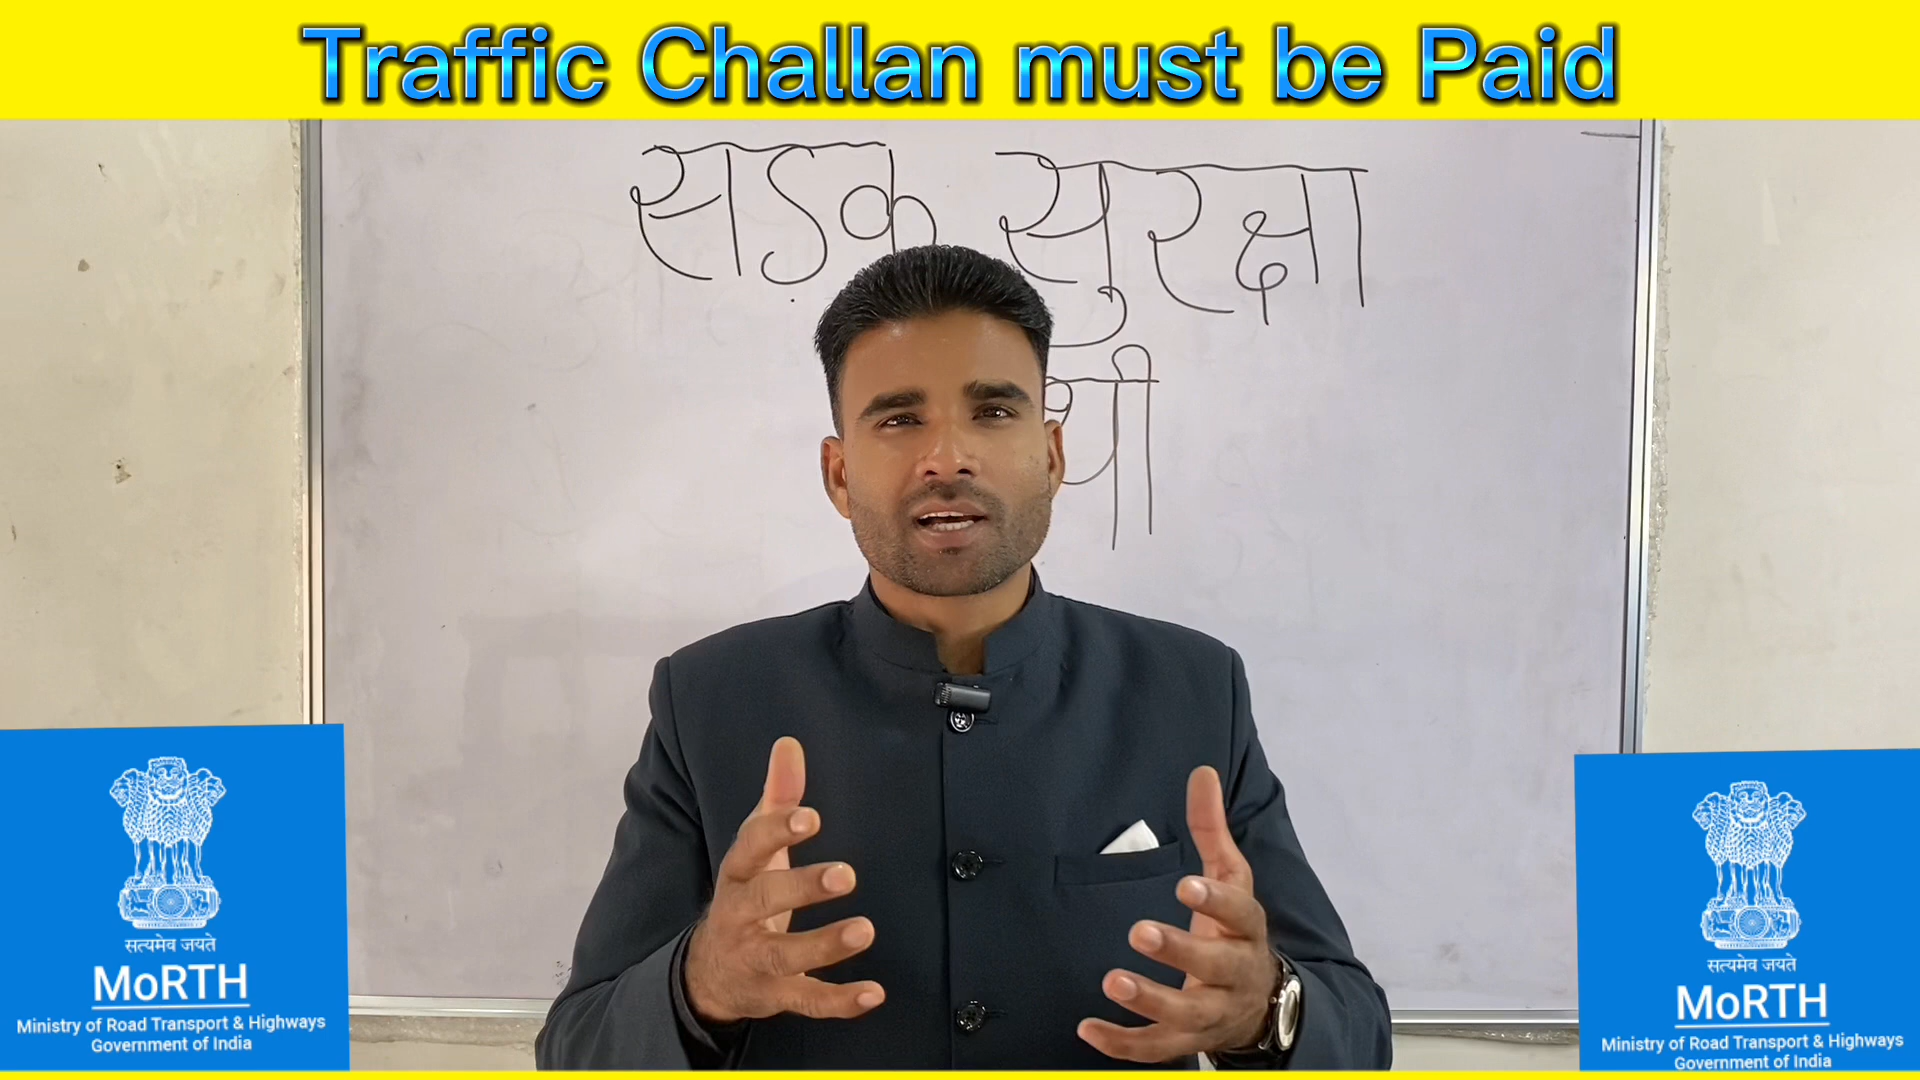 Traffic Challan must be Paid
सड़क सुरक्षा
सत्यमेव जयते
MoRTH
Ministry of Road Transport & Highways
Government of India
सत्यमेव जयते
MoRTH
Ministry of Road Transport & Highways
Government of India